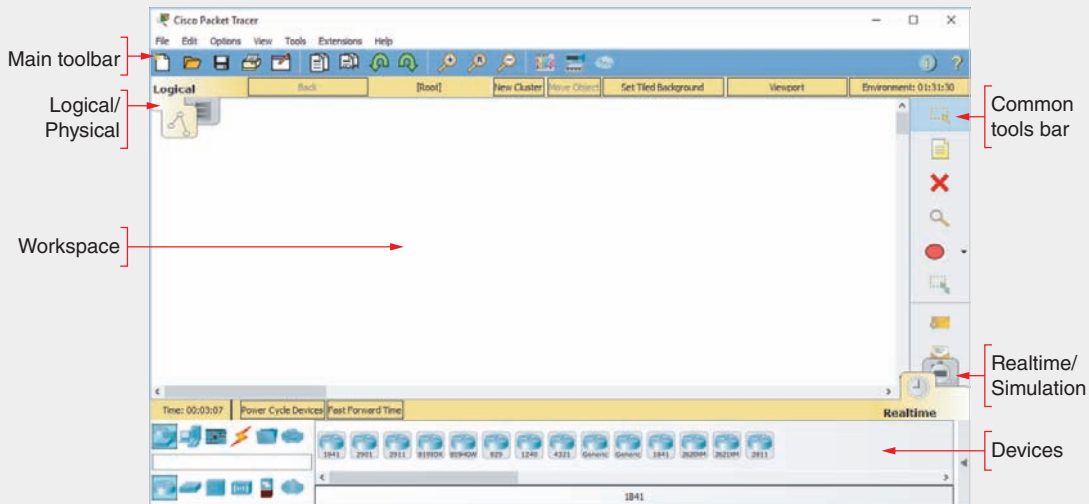 Cisco Packet Tracer
File Edit Options View Tools Extensions Help
Main toolbar
Logical Back [Root] New Cluster Move Object Set Tiled Background Viewport Environment: 01:31:30
Logical/
Physical
Common
tools bar
Workspace
Realtime/
Simulation
Time: 00:03:07 Power Cycle Devices Fast Forward Time Realtime
1941 2901 2911 819IOX 819HGW 829 1240 4321 Generic Generic 1841 2620XM 2621XM 2811
Devices
1841